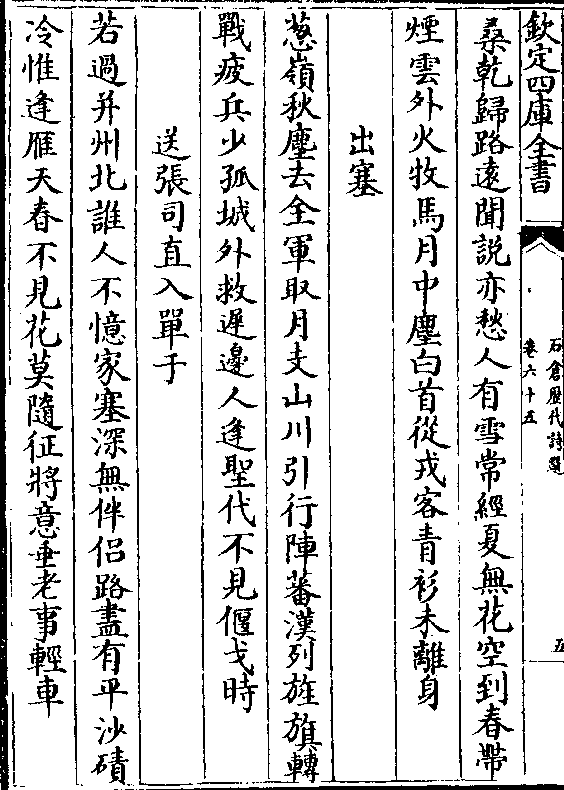 欽定四庫全書
石倉歷代詩選
卷六十五
五
桑乾歸路遠聞說亦愁人有雪常經夏無花空到春帶
煙雲外火牧馬月中塵白首從戎客青衫未離身
出塞
葱嶺秋塵去全軍取月支山川引行陣蕃漢列旌旗轉
戰疲兵少孤城外救遲邊人逢聖代不見偃戈時
送張司直入單于
若過并州北誰人不憶家塞深無伴侶路盡有平沙磧
冷惟逢雁天春不見花莫隨征將意垂老事輕車